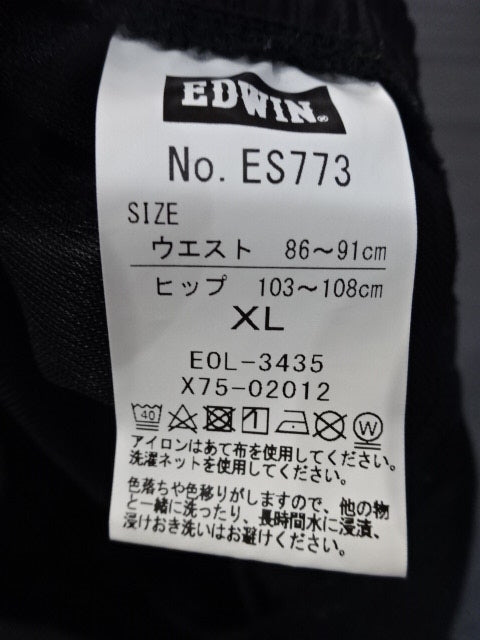 EDWIN®
No. ES773
SIZE
ウエスト 86～91cm
ヒップ 103～108cm
XL
EOL-3435
X75-02012
40 W
アイロンはあて布を使用してください。
洗濯ネットを使用してください。
色落ちや色移りがしますので、他の物
と一緒に洗ったり、長時間水に浸漬、
浸けおき洗いはお避けください。